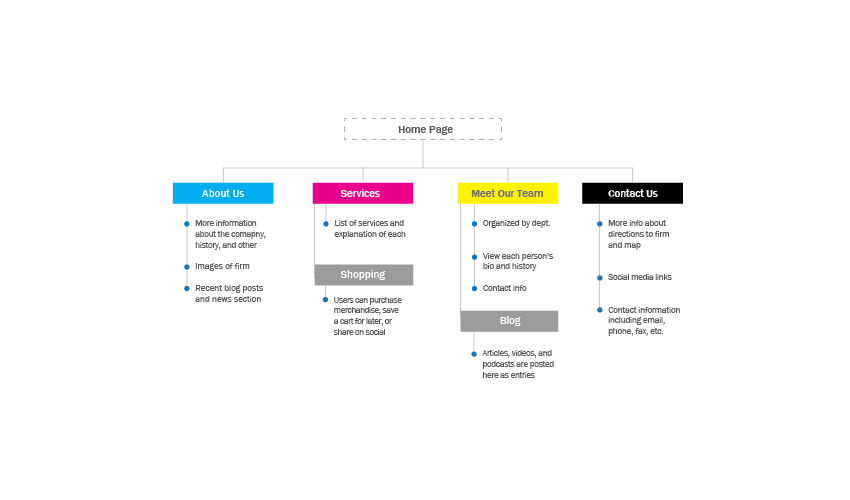 Home Page
About Us
More information
about the comapny,
history, and other
Images of firm
Recent blog posts
and news section
Services
List of services and
explanation of each
Shopping
Users can purchase
merchandise, save
a cart for later, or
share on social
Meet Our Team
Organized by dept.
View each person's
bio and history
Contact info
Blog
Articles, videos, and
podcasts are posted
here as entries
Contact Us
More info about
directions to firm
and map
Social media links
Contact information
including email,
phone, fax, etc.